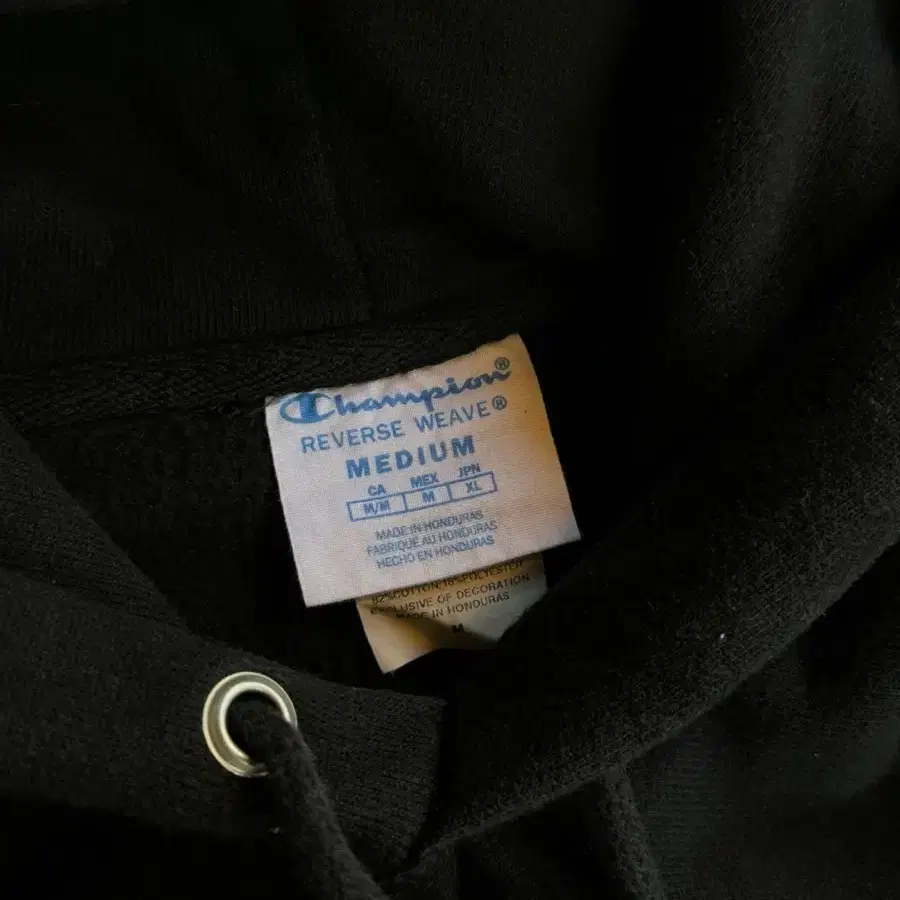 Champion®
REVERSE WEAVE®
MEDIUM
CA MEX JPN
M/M M XL
MADE IN HONDURAS
FABRIQUÉ AU HONDURAS
HECHO EN HONDURAS
82% COTTON 18% POLYESTER
EXCLUSIVE OF DECORATION
MADE IN HONDURAS
M